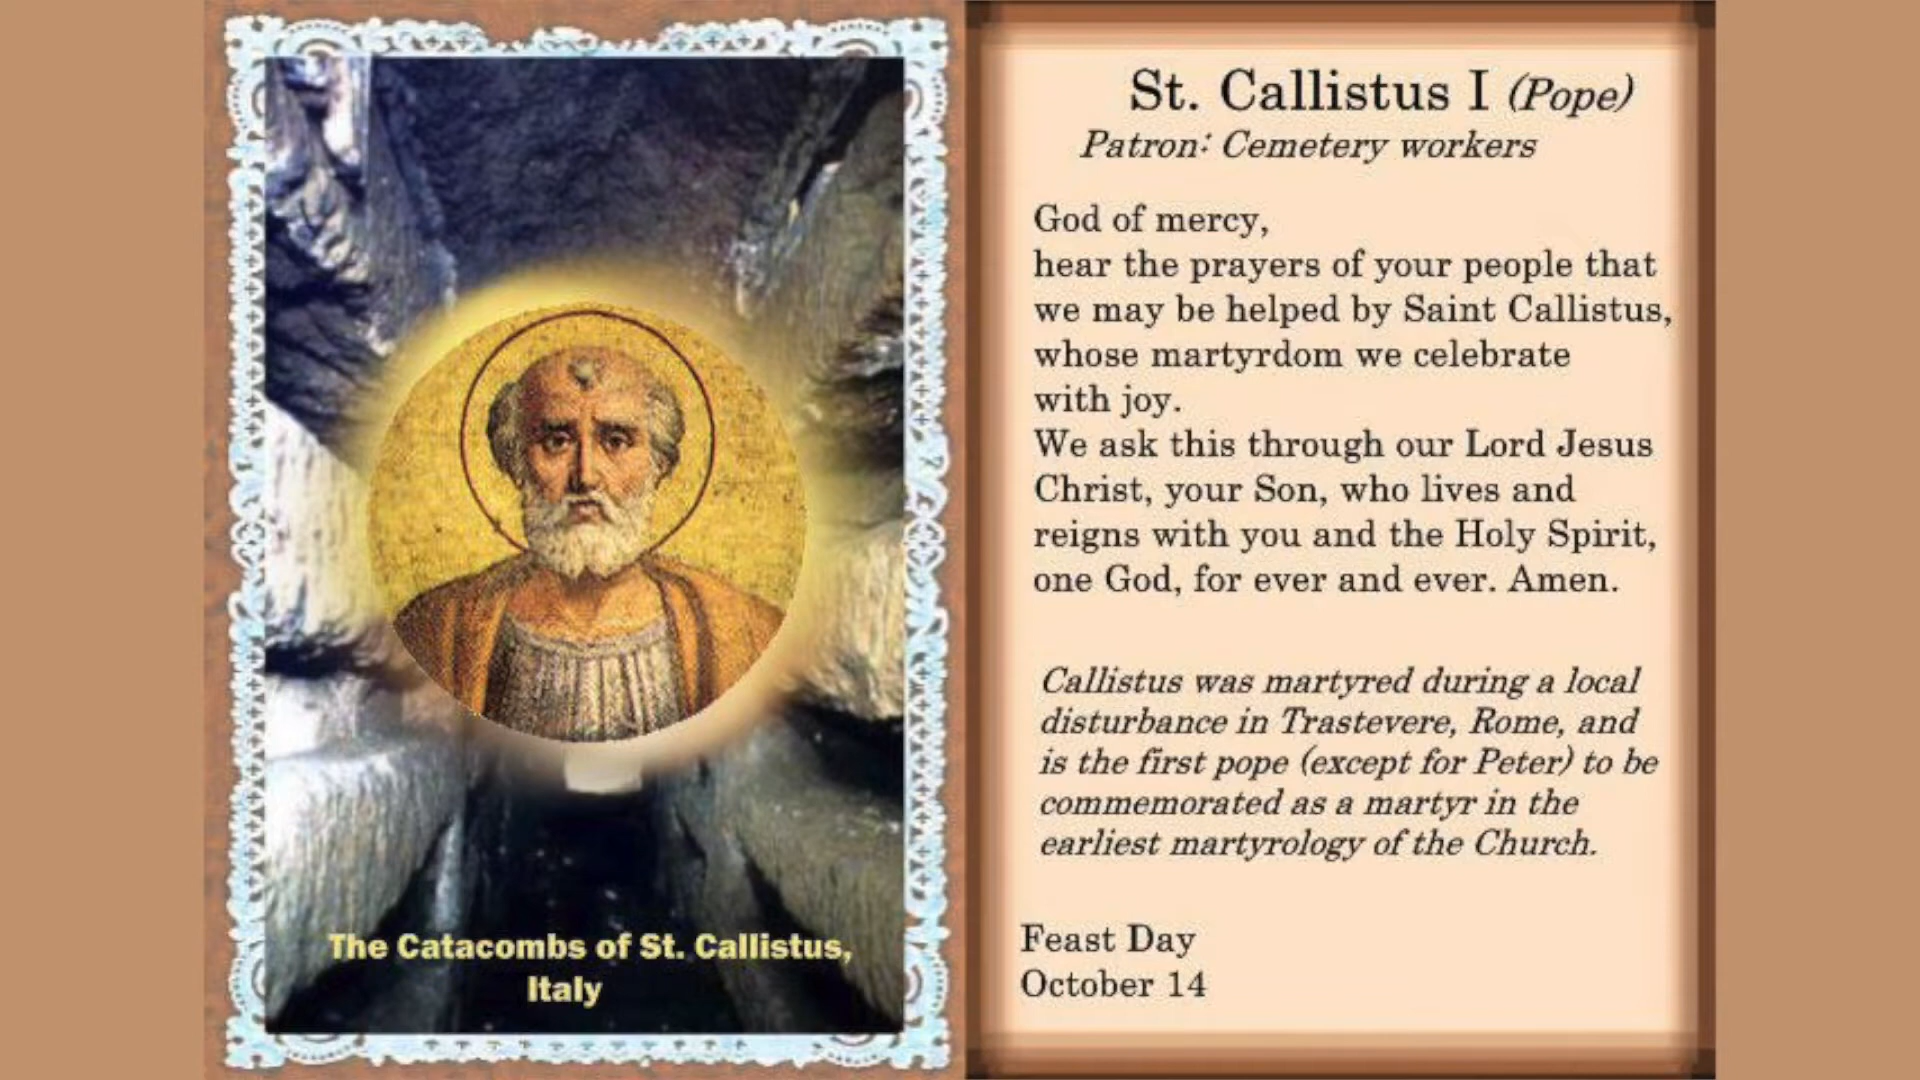 The Catacombs of St. Callistus,
Italy
St. Callistus I (Pope)
Patron: Cemetery workers
God of mercy,
hear the prayers of your people that
we may be helped by Saint Callistus,
whose martyrdom we celebrate
with joy.
We ask this through our Lord Jesus
Christ, your Son, who lives and
reigns with you and the Holy Spirit,
one God, for ever and ever. Amen.
Callistus was martyred during a local
disturbance in Trastevere, Rome, and
is the first pope (except for Peter) to be
commemorated as a martyr in the
earliest martyrology of the Church.
Feast Day
October 14